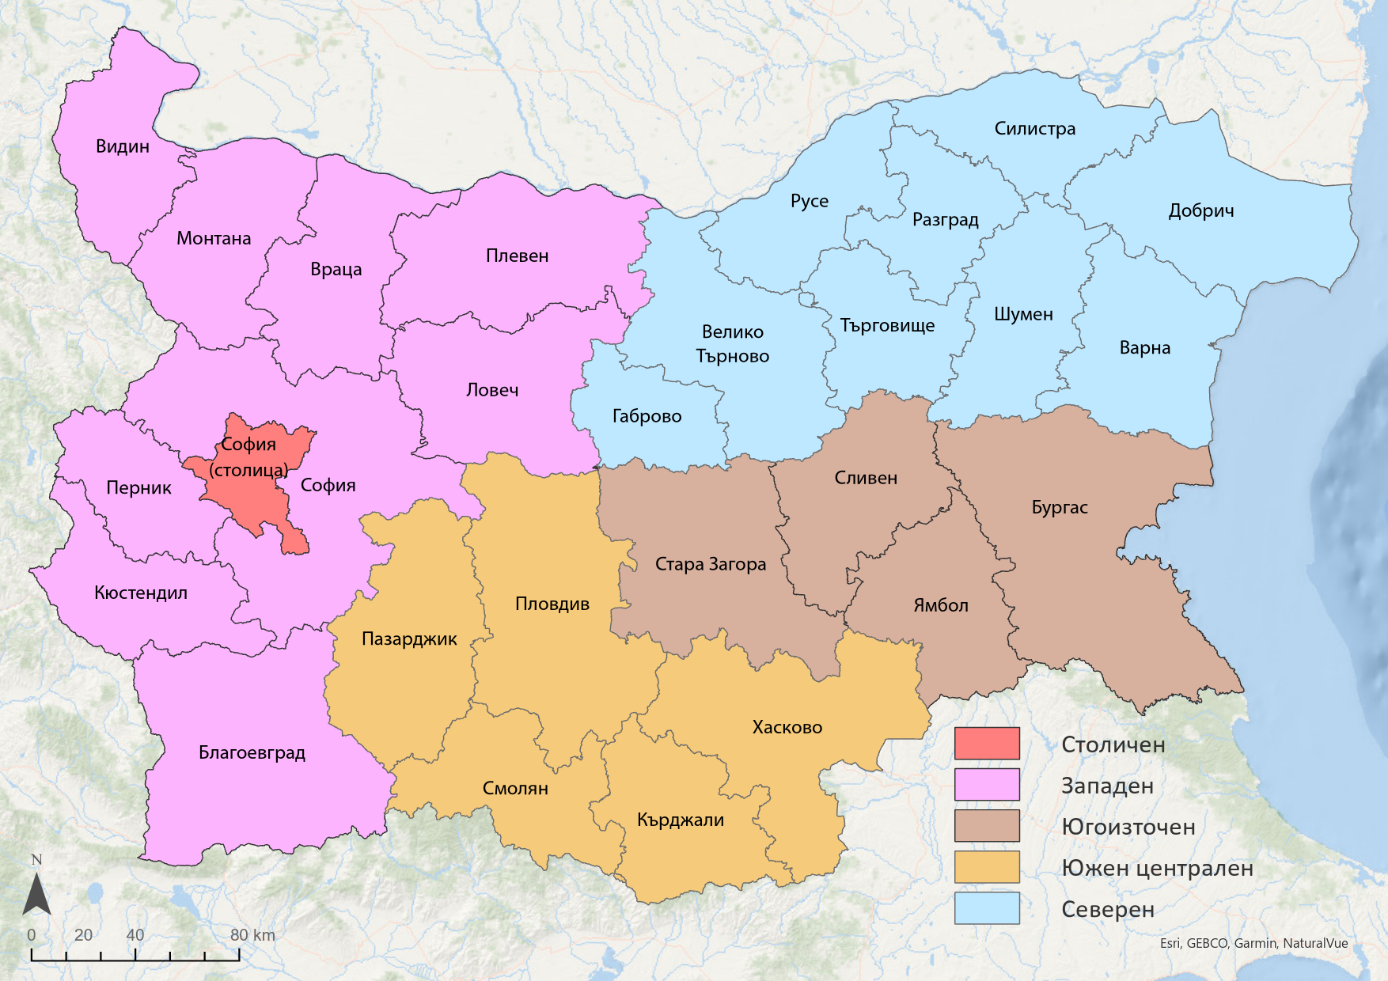 Силистра
Видин
Русе
Добрич
Разград
Монтана
Плевен
Враца
Шумен
Търговище
Велико
Търново
Варна
Ловеч
Габрово
София
(столица)
Сливен
София
Перник
Бургас
Стара Загора
Кюстендил
Пловдив
Ямбол
Пазарджик
Хасково
Благоевград
Смолян
Кърджали
Столичен
Западен
Югоизточен
Южен централен
Северен
N
0 20 40 80 km
Esri, GEBCO, Garmin, NaturalVue